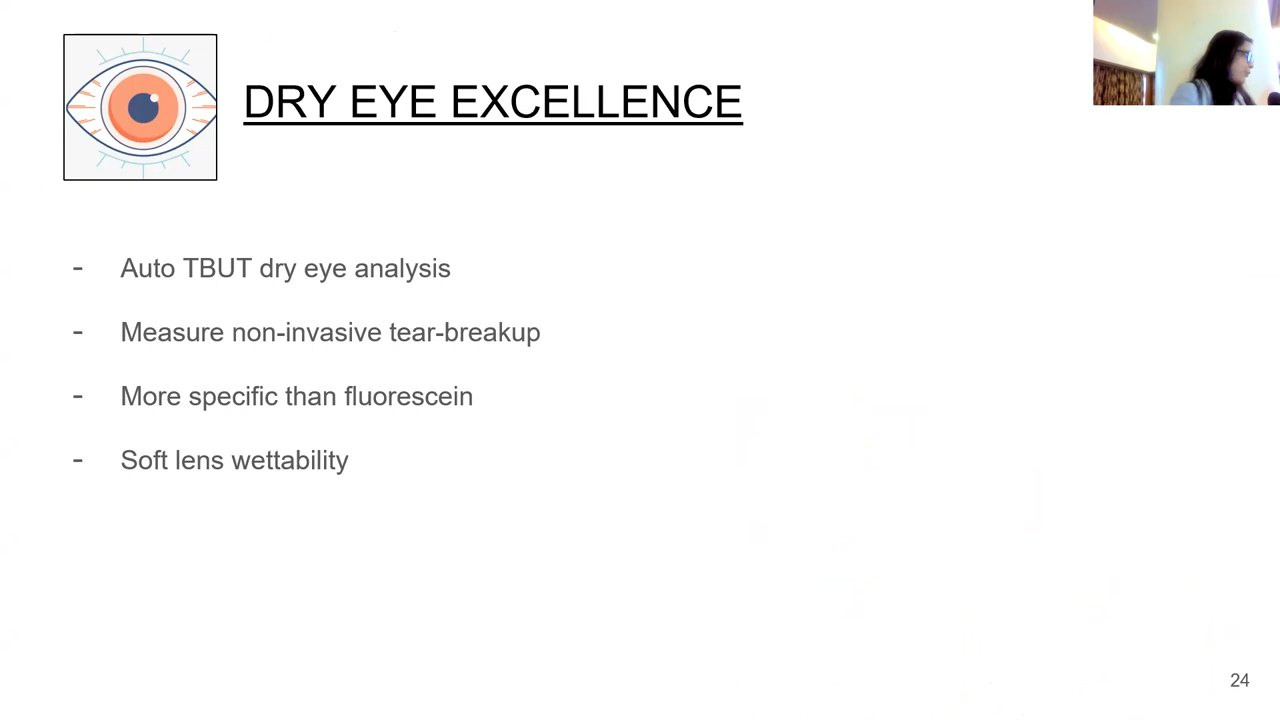 DRY EYE EXCELLENCE
- Auto TBUT dry eye analysis
- Measure non-invasive tear-breakup
- More specific than fluorescein
- Soft lens wettability
24